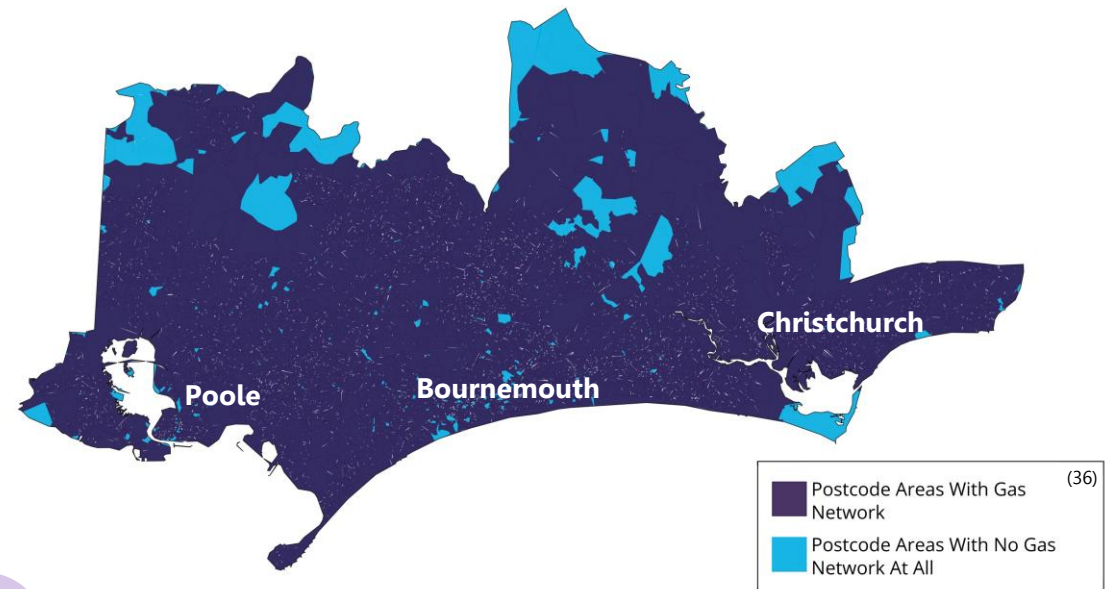 Christchurch
Bournemouth
Poole
(36)
Postcode Areas With Gas
Network
Postcode Areas With No Gas
Network At All